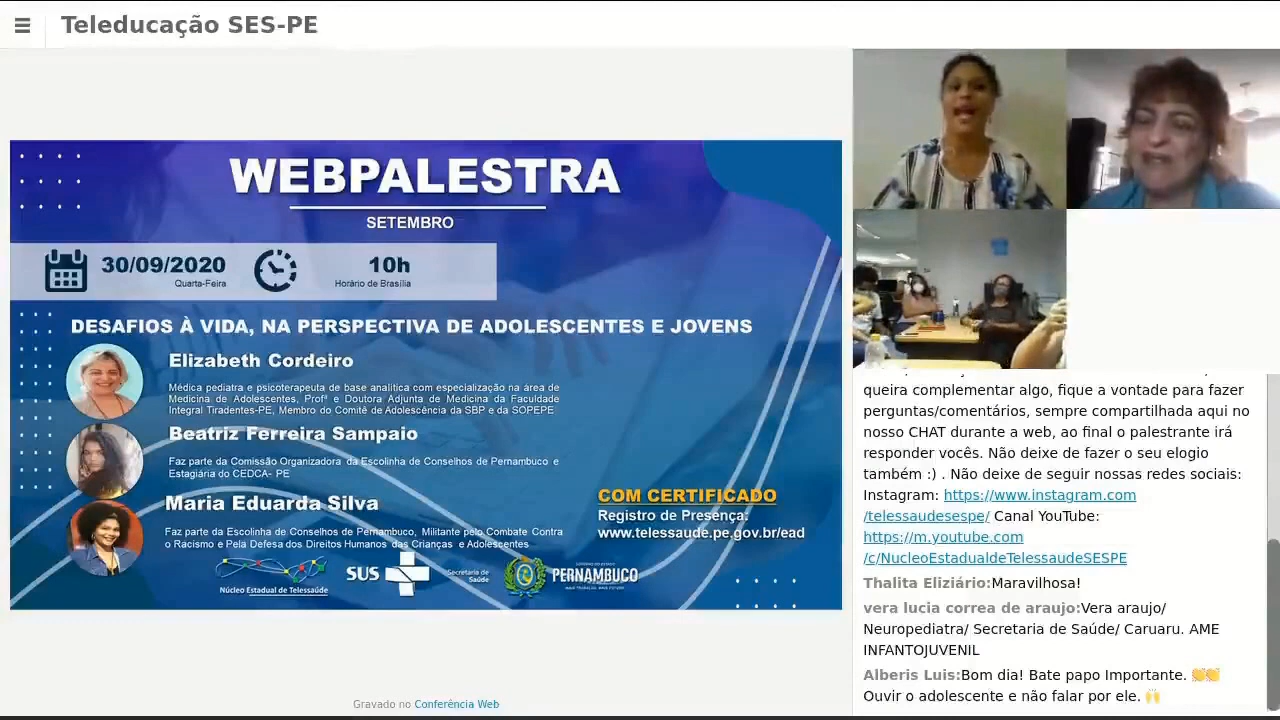 Teleducação SES-PE
WEBPALESTRA
SETEMBRO
30/09/2020
Quarta-Feira
10h
Horário de Brasília
DESAFIOS À VIDA, NA PERSPECTIVA DE ADOLESCENTES E JOVENS
Elizabeth Cordeiro
Médica pediatra e psicoterapeuta de base analítica com especialização na área de
Medicina de Adolescentes, Profª e Doutora Adjunta de Medicina da Faculdade
Integral Tiradentes-PE, Membro do Comitê de Adolescência da SBP e da SOPEPE
Beatriz Ferreira Sampaio
Faz parte da Comissão Organizadora da Escolinha de Conselhos de Pernambuco e
Estagiária do CEDCA- PE
Maria Eduarda Silva
Faz parte da Escolinha de Conselhos de Pernambuco, Militante pelo Combate Contra
o Racismo e Pela Defesa dos Direitos Humanos das Crianças e Adolescentes
COM CERTIFICADO
Registro de Presença:
www.telessaude.pe.gov.br/ead
Núcleo Estadual de Telessaúde
SUS
Secretaria de
Saúde
PERNAMBUCO
Gravado no Conferência Web
queira complementar algo, fique a vontade para fazer
perguntas/comentários, sempre compartilhada aqui no
nosso CHAT durante a web, ao final o palestrante irá
responder vocês. Não deixe de fazer o seu elogio
também :) . Não deixe de seguir nossas redes sociais:
Instagram: https://www.instagram.com
/telessaudesespe/ Canal YouTube:
https://m.youtube.com
/c/NucleoEstadualdeTelessaudeSESPE
Thalita Eliziário:Maravilhosa!
vera lucia correa de araujo:Vera araujo/
Neuropediatra/ Secretaria de Saúde/ Caruaru. AME
INFANTOJUVENIL
Alberis Luis:Bom dia! Bate papo Importante. 👏👏
Ouvir o adolescente e não falar por ele. 🙌